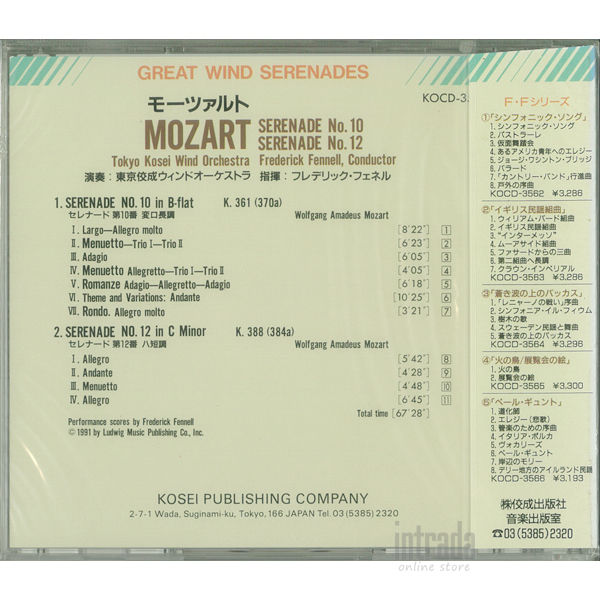 GREAT WIND SERENADES
モーツァルト
KOCD-35
MOZART SERENADE No. 10
SERENADE No. 12
Tokyo Kosei Wind Orchestra Frederick Fennell, Conductor
演奏：東京佼成ウィンドオーケストラ 指揮：フレデリック・フェネル
1. SERENADE NO. 10 in B-flat K. 361 (370a)
セレナード 第10番 変ロ長調 Wolfgang Amadeus Mozart
I. Largo—Allegro molto [8'22"] 1
II. Menuetto—Trio I—Trio II [6'23"] 2
III. Adagio [6'05"] 3
IV. Menuetto Allegretto—Trio I—Trio II [4'05"] 4
V. Romanze Adagio—Allegretto—Adagio [6'18"] 5
VI. Theme and Variations: Andante [10'25"] 6
VII. Rondo. Allegro molto [3'21"] 7
2. SERENADE NO. 12 in C Minor K. 388 (384a)
セレナード 第12番 ハ短調 Wolfgang Amadeus Mozart
I. Allegro [5'42"] 8
II. Andante [4'28"] 9
III. Menuetto [4'48"] 10
IV. Allegro [6'45"] 11
Total time [67'28"]
Performance scores by Frederick Fennell
©1991 by Ludwig Music Publishing Co., Inc.
KOSEI PUBLISHING COMPANY
2-7-1 Wada, Suginami-ku, Tokyo, 166 JAPAN Tel. 03 (5385) 2320
F・Fシリーズ
①「シンフォニック・ソング」
1. シンフォニック・ソング
2. パストラーレ
3. 仮面舞踏会
4. あるアメリカ青年へのエレジー
5. ジョージ・ワシントン・ブリッジ
6. バラード
7. 「カントリー・バンド」行進曲
8. 戸外の序曲
KOCD-3562 ¥3,286
②「イギリス民謡組曲」
1. ウィリアム・バード組曲
2. イギリス民謡組曲
3. "インターメッソ"
4. ムーアサイド組曲
5. ファサードからの三曲
6. 第二組曲ヘ長調
7. クラウン・インペリアル
KOCD-3563 ¥3,286
③「蒼き波の上のバッカス」
1. 「レニャーノの戦い」序曲
2. シンフォニア・イル・フィウム
3. 樹木の歌
4. スウェーデン民謡と舞曲
5. 蒼き波の上のバッカス
KOCD-3564 ¥3,296
④「火の鳥/展覧会の絵」
1. 火の鳥
2. 展覧会の絵
KOCD-3565 ¥3,300
⑤「ペール・ギュント」
1. 道化師
2. エレジー（悲歌）
3. 管楽のための序曲
4. イタリア・ポルカ
5. ヴォカリーズ
6. ペール・ギュント
7. 岸辺のモリー
8. デリー地方のアイルランド民謡
KOCD-3566 ¥3,193
㈱佼成出版社
音楽出版室
☎03(5385)2320
intrada
online store